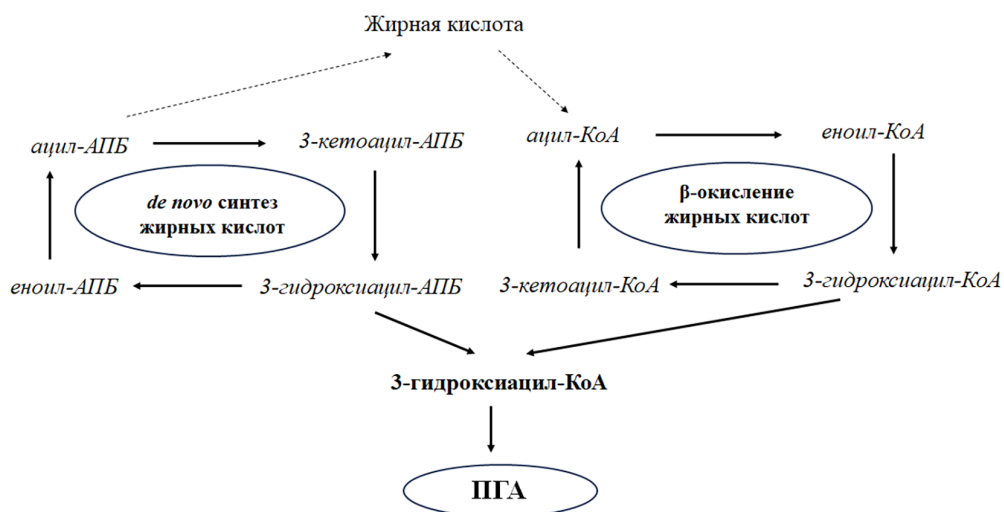 Жирная кислота
ацил-АПБ
3-кетоацил-АПБ
ацил-КоА
еноил-КоА
de novo синтез
жирных кислот
β-окисление
жирных кислот
еноил-АПБ
3-гидроксиацил-АПБ
3-кетоацил-КоА
3-гидроксиацил-КоА
3-гидроксиацил-КоА
ПГА